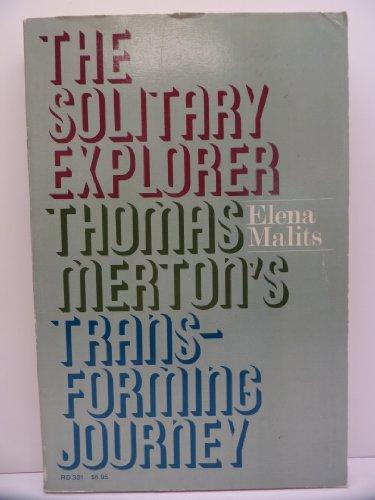 THE
SOLITARY
EXPLORER
THOMAS
MERTON'S
TRANS-
FORMING
JOURNEY
Elena
Malits
RD 331 $6.95